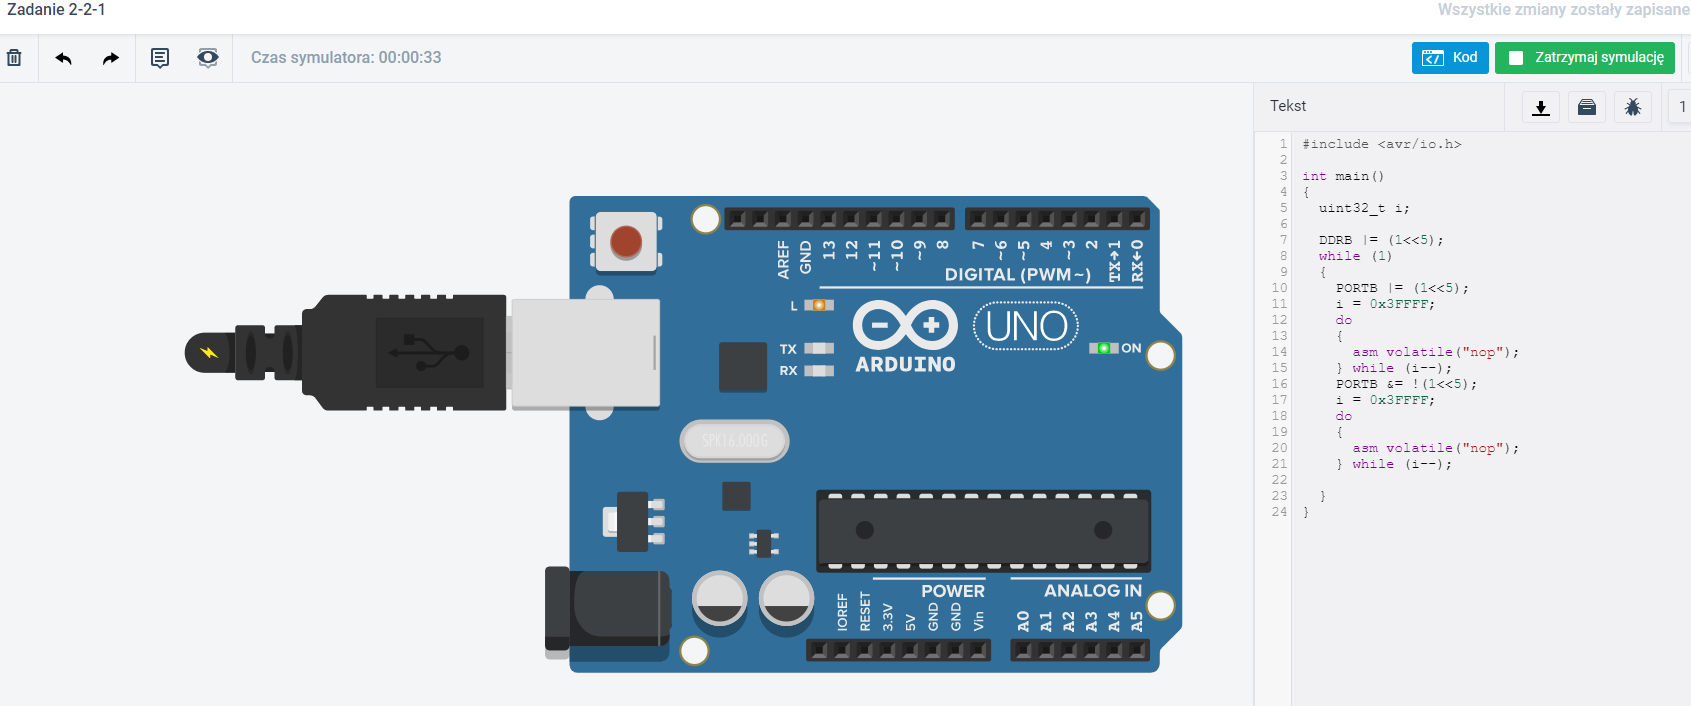 Zadanie 2-2-1
Wszystkie zmiany zostały zapisane
Czas symulatora: 00:00:33
Kod
Zatrzymaj symulację
Tekst
1
AREF
GND
13
12
~11
~10
~9
8
7
~6
~5
4
~3
2
TX→1
RX←0
DIGITAL (PWM~)
L
TX
RX
ARDUINO
UNO
ON
SPK16.000G
POWER
ANALOG IN
IOREF
RESET
3.3V
5V
GND
GND
Vin
A0
A1
A2
A3
A4
A5
1 #include <avr/io.h>
2
3 int main()
4 {
5 uint32_t i;
6
7 DDRB |= (1<<5);
8 while (1)
9 {
10 PORTB |= (1<<5);
11 i = 0x3FFFF;
12 do
13 {
14 asm volatile("nop");
15 } while (i--);
16 PORTB &= !(1<<5);
17 i = 0x3FFFF;
18 do
19 {
20 asm volatile("nop");
21 } while (i--);
22
23 }
24 }